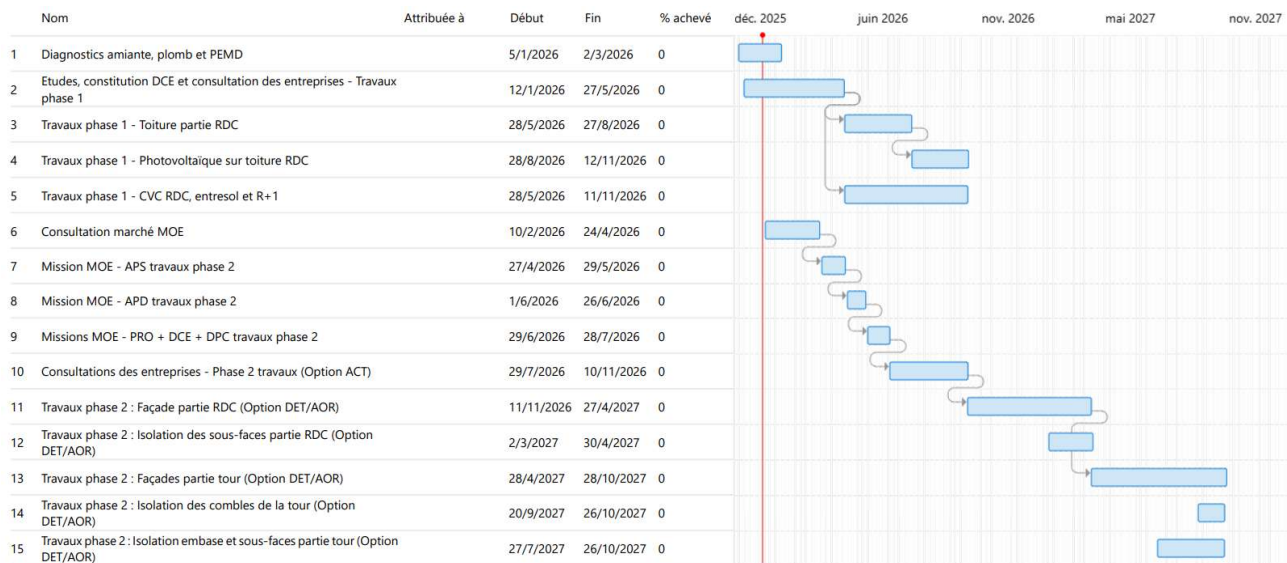 Nom Attribuée à Début Fin % achevé déc. 2025 juin 2026 nov. 2026 mai 2027 nov. 2027
1 Diagnostics amiante, plomb et PEMD 5/1/2026 2/3/2026 0
2 Etudes, constitution DCE et consultation des entreprises - Travaux
phase 1 12/1/2026 27/5/2026 0
3 Travaux phase 1 - Toiture partie RDC 28/5/2026 27/8/2026 0
4 Travaux phase 1 - Photovoltaïque sur toiture RDC 28/8/2026 12/11/2026 0
5 Travaux phase 1 - CVC RDC, entresol et R+1 28/5/2026 11/11/2026 0
6 Consultation marché MOE 10/2/2026 24/4/2026 0
7 Mission MOE - APS travaux phase 2 27/4/2026 29/5/2026 0
8 Mission MOE - APD travaux phase 2 1/6/2026 26/6/2026 0
9 Missions MOE - PRO + DCE + DPC travaux phase 2 29/6/2026 28/7/2026 0
10 Consultations des entreprises - Phase 2 travaux (Option ACT) 29/7/2026 10/11/2026 0
11 Travaux phase 2 : Façade partie RDC (Option DET/AOR) 11/11/2026 27/4/2027 0
12 Travaux phase 2 : Isolation des sous-faces partie RDC (Option
DET/AOR) 2/3/2027 30/4/2027 0
13 Travaux phase 2 : Façades partie tour (Option DET/AOR) 28/4/2027 28/10/2027 0
14 Travaux phase 2 : Isolation des combles de la tour (Option
DET/AOR) 20/9/2027 26/10/2027 0
15 Travaux phase 2 : Isolation embase et sous-faces partie tour (Option
DET/AOR) 27/7/2027 26/10/2027 0